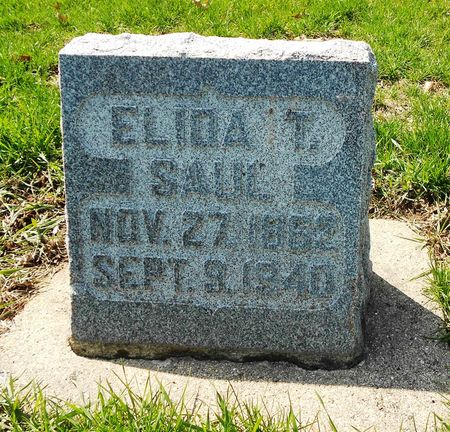 ELIDA T.
SAUL
NOV. 27. 1862
SEPT. 9. 1940